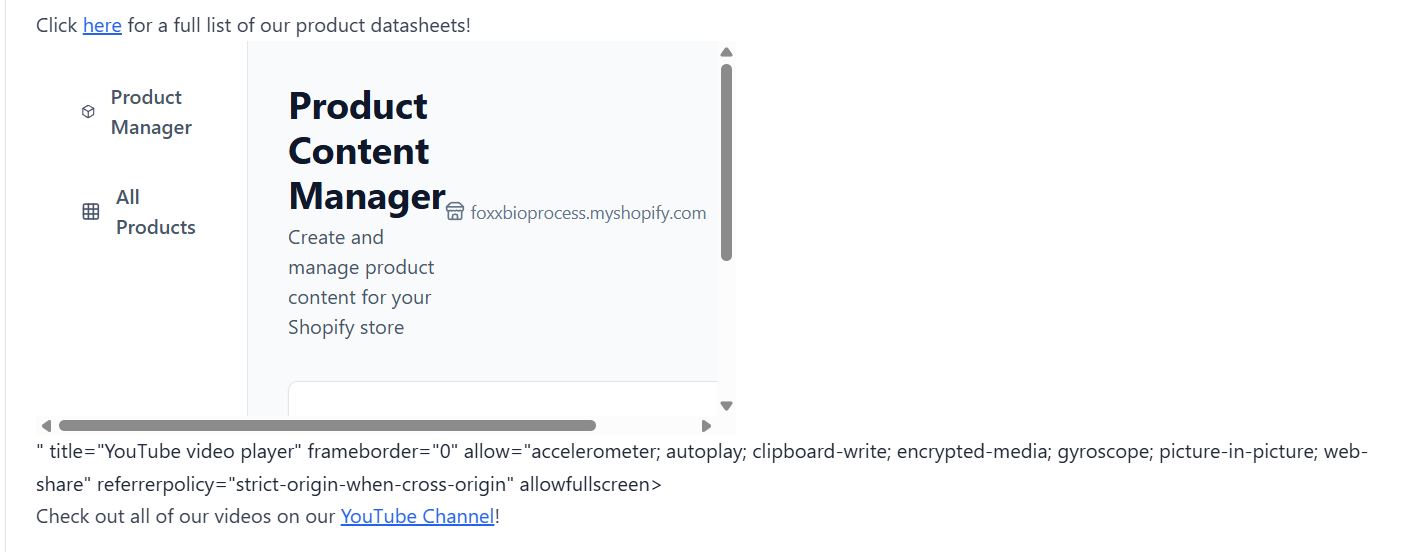 Click here for a full list of our product datasheets!
Product
Manager
All
Products
Product
Content
Manager
foxxbioprocess.myshopify.com
Create and
manage product
content for your
Shopify store
" title="YouTube video player" frameborder="0" allow="accelerometer; autoplay; clipboard-write; encrypted-media; gyroscope; picture-in-picture; web-
share" referrerpolicy="strict-origin-when-cross-origin" allowfullscreen>
Check out all of our videos on our YouTube Channel!